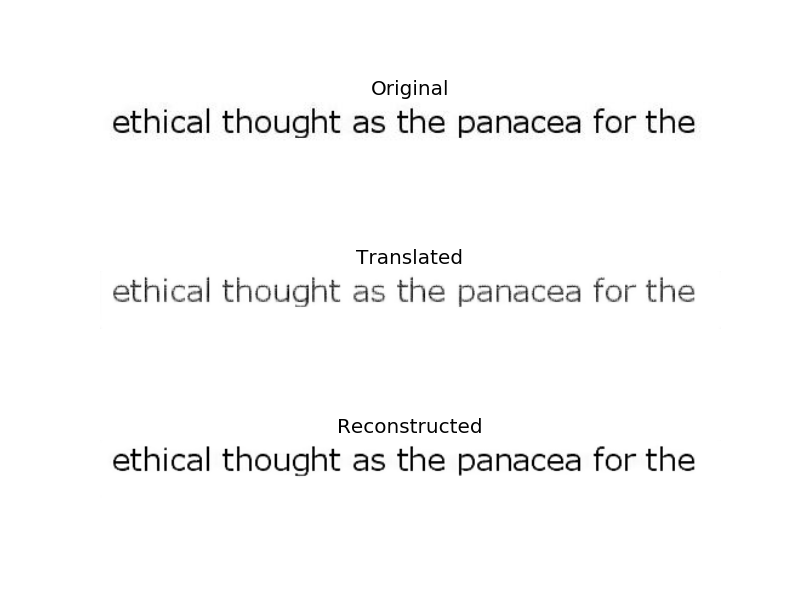 Original
ethical thought as the panacea for the
Translated
ethical thought as the panacea for the
Reconstructed
ethical thought as the panacea for the